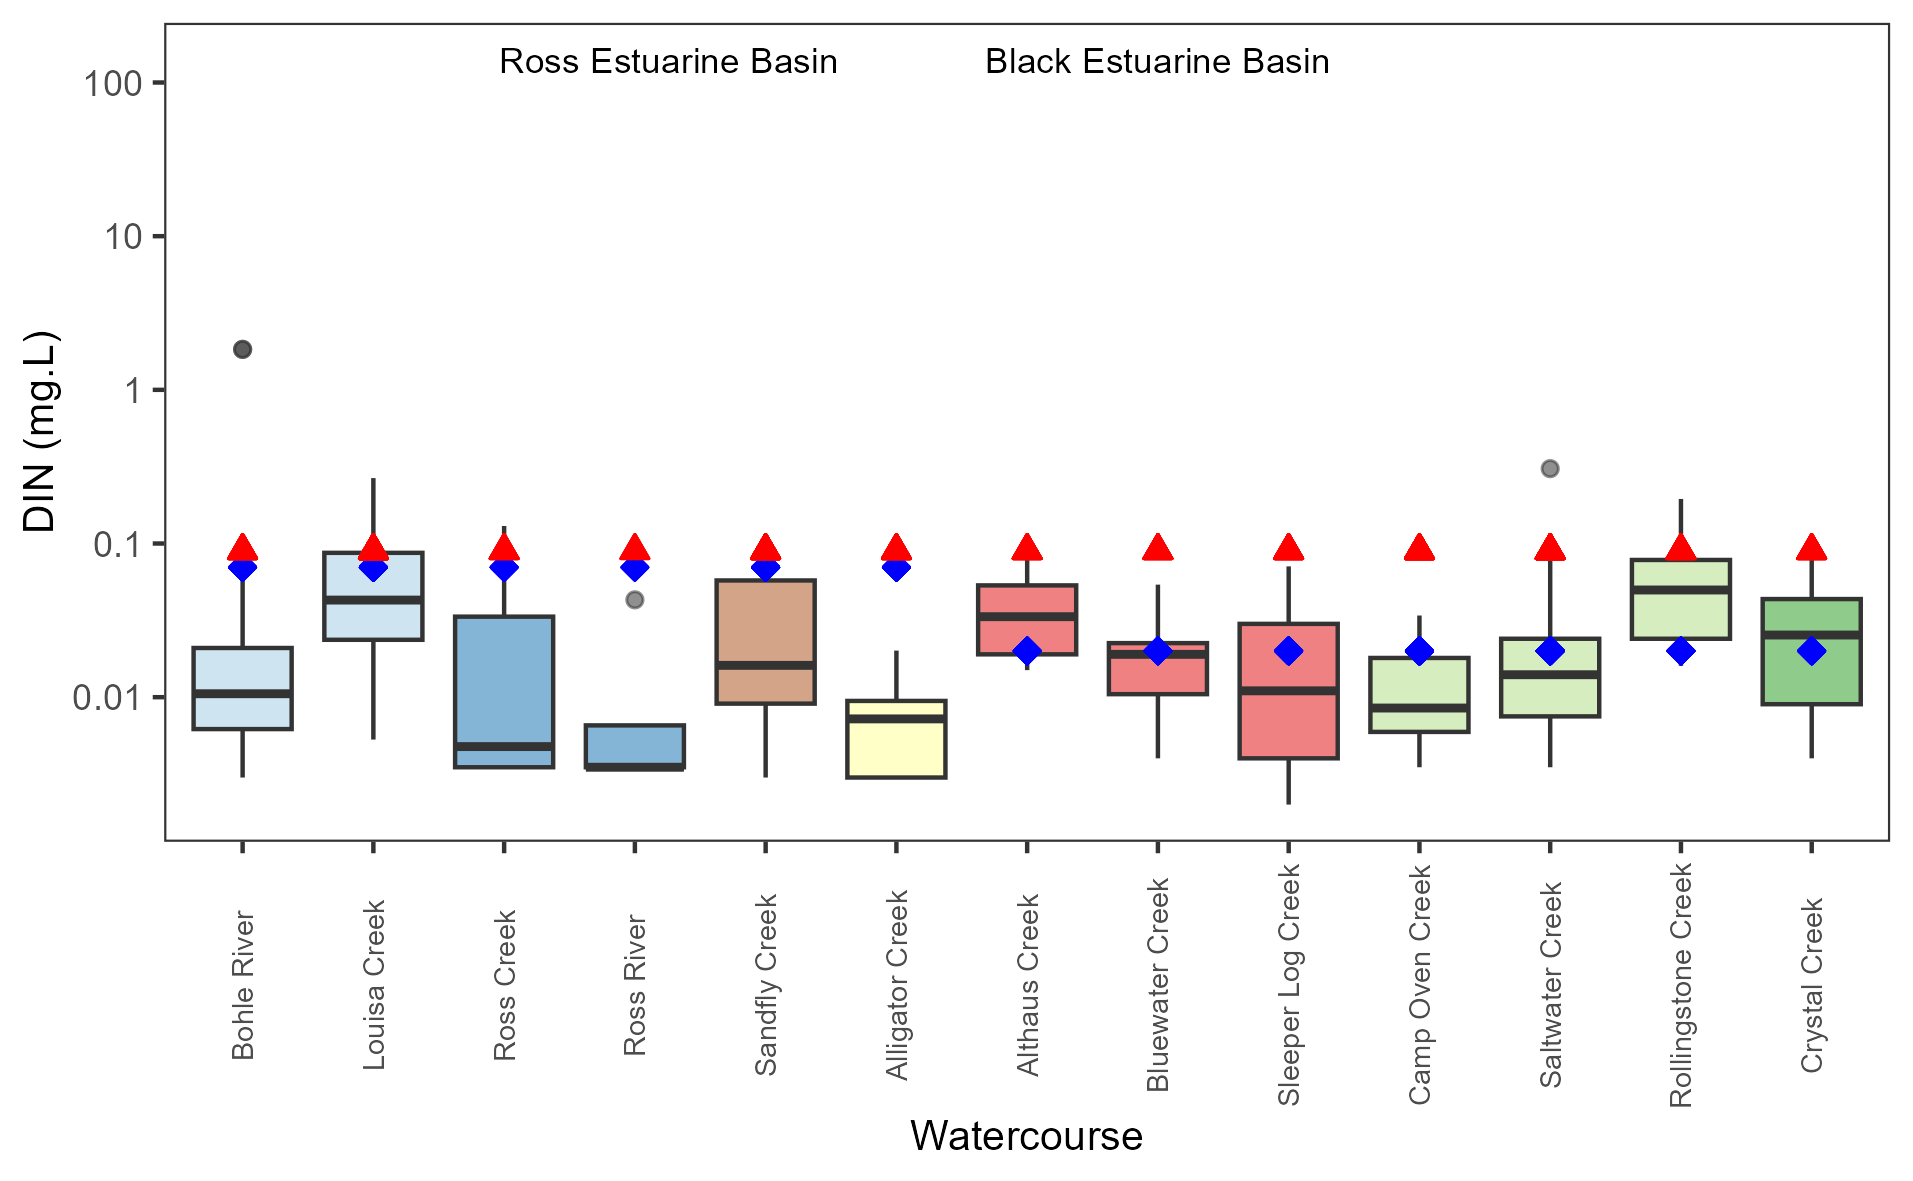 Ross Estuarine Basin
Black Estuarine Basin
100
10
1
0.1
0.01
DIN (mg.L)
Bohle River
Louisa Creek
Ross Creek
Ross River
Sandfly Creek
Alligator Creek
Althaus Creek
Bluewater Creek
Sleeper Log Creek
Camp Oven Creek
Saltwater Creek
Rollingstone Creek
Crystal Creek
Watercourse